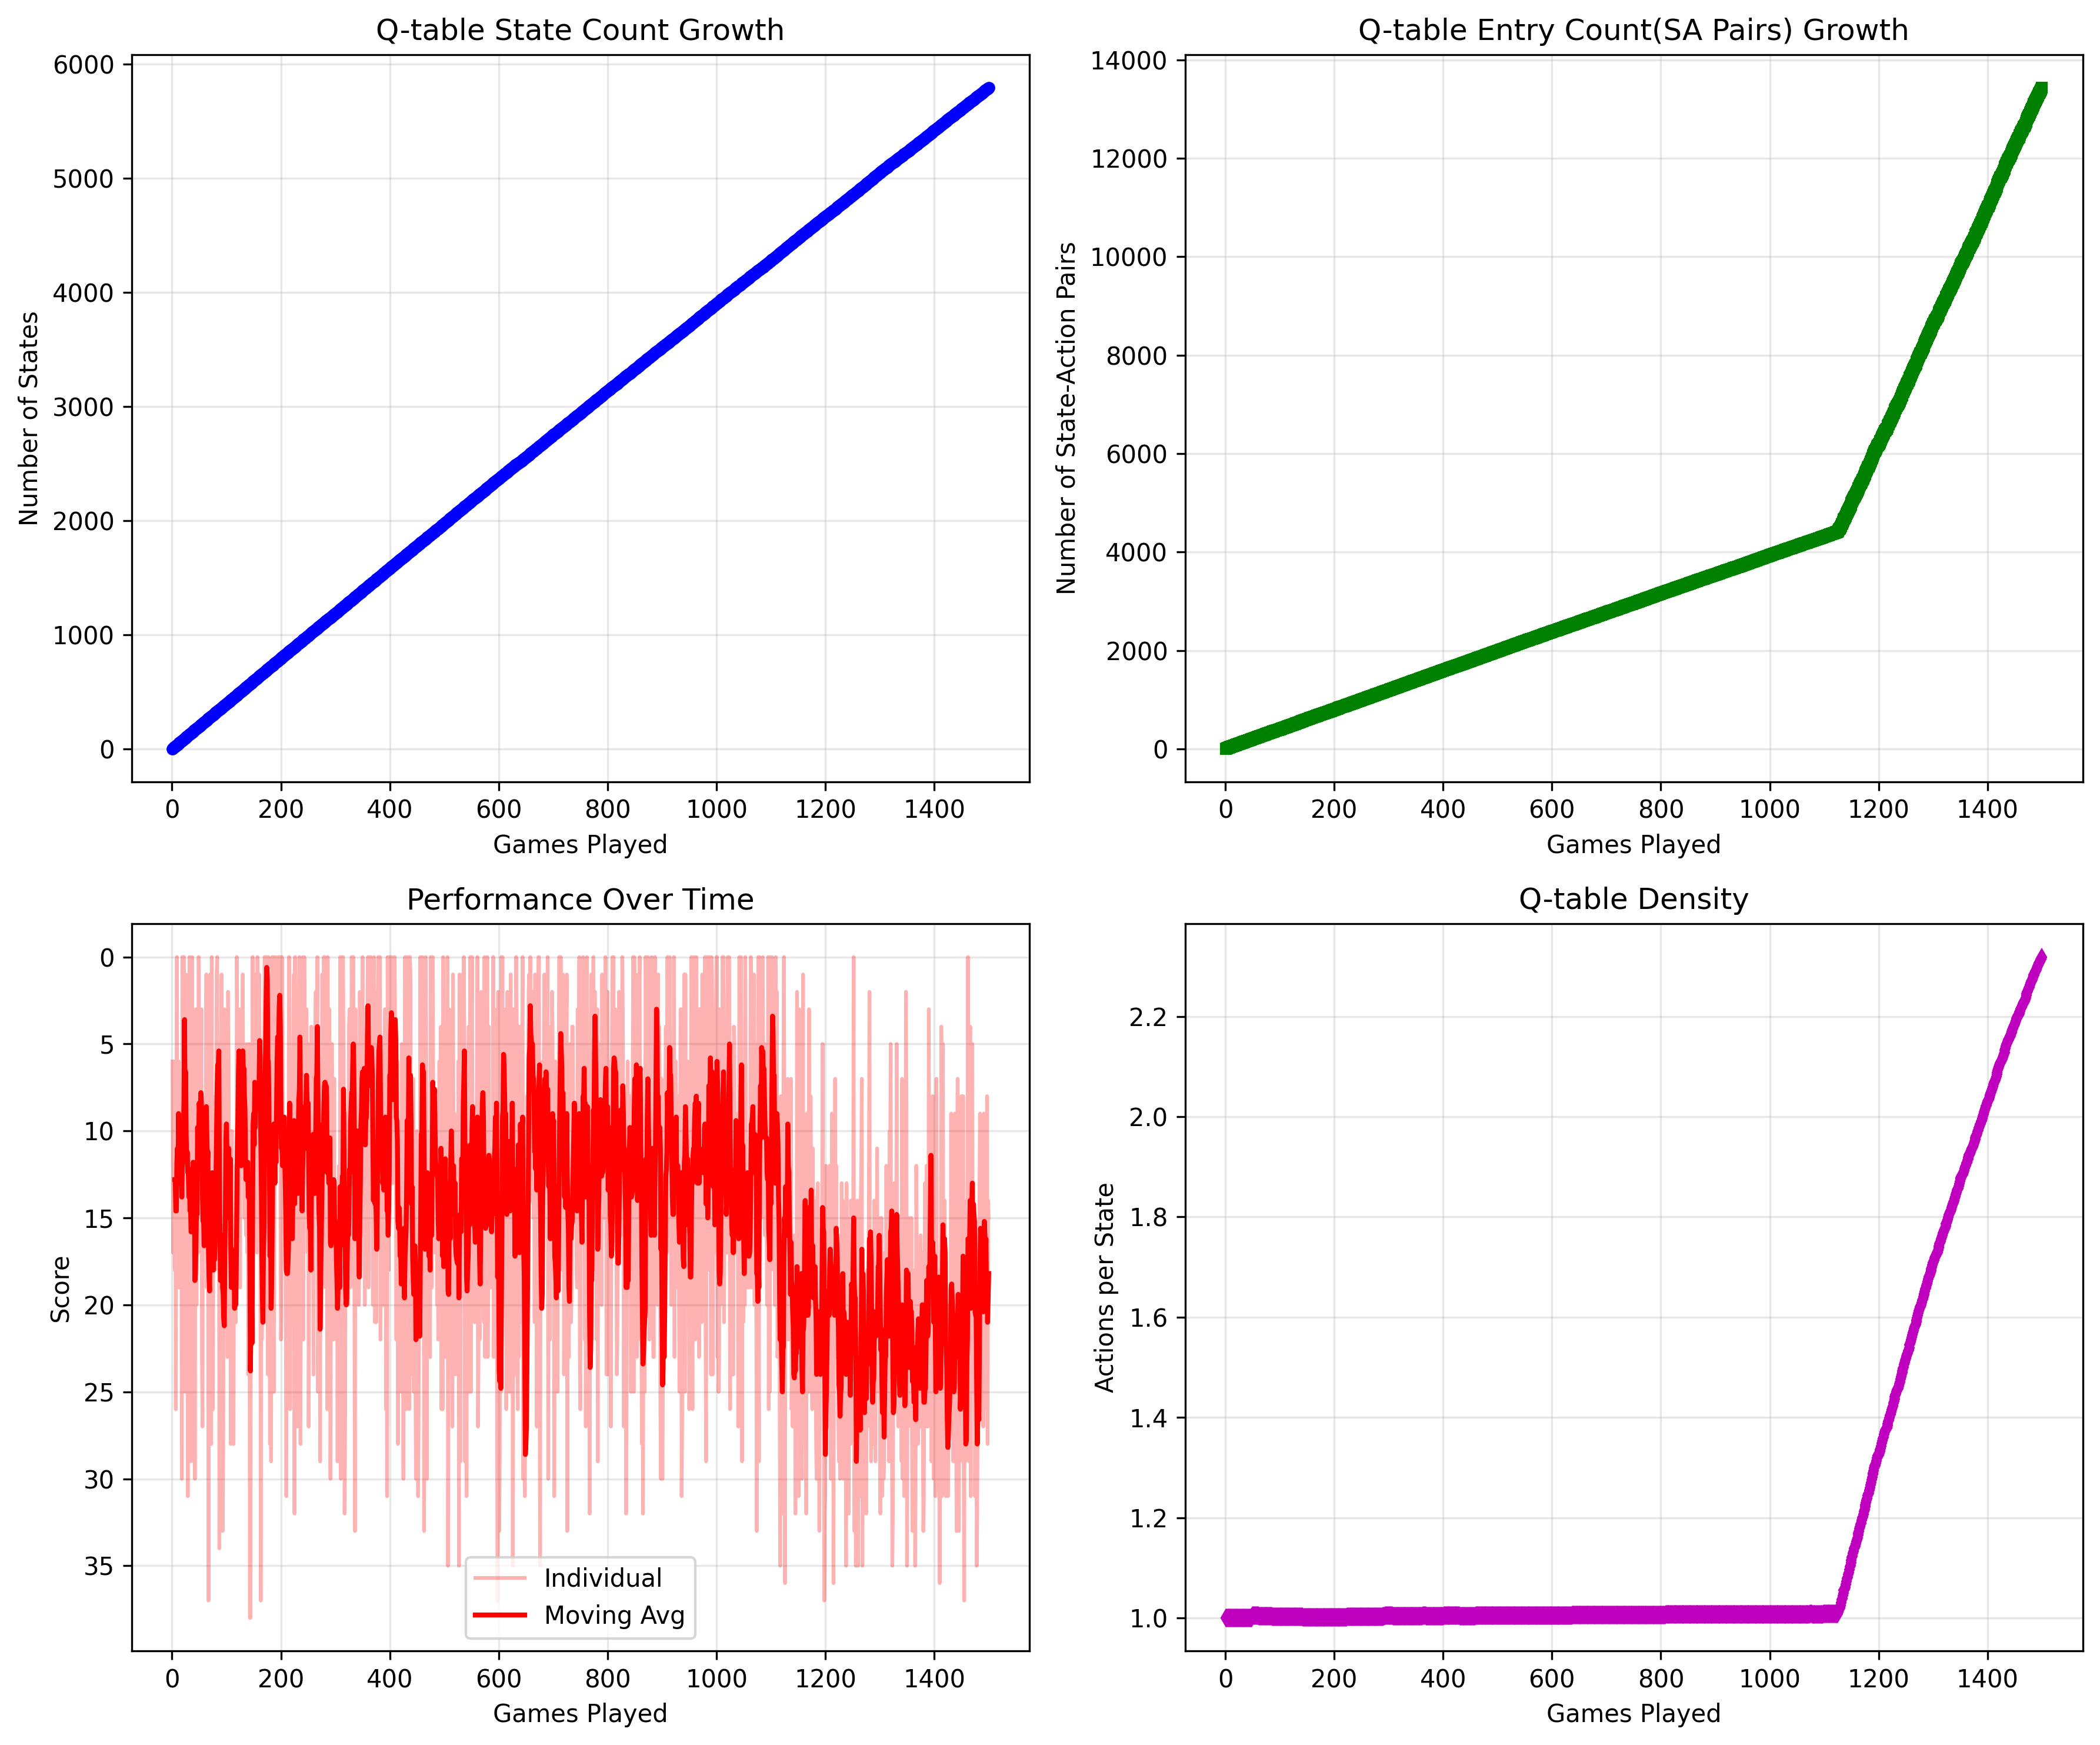 Q-table State Count Growth
Number of States
6000
5000
4000
3000
2000
1000
0
0 200 400 600 800 1000 1200 1400
Games Played
Q-table Entry Count(SA Pairs) Growth
Number of State-Action Pairs
14000
12000
10000
8000
6000
4000
2000
0
0 200 400 600 800 1000 1200 1400
Games Played
Performance Over Time
Score
0
5
10
15
20
25
30
35
Individual
Moving Avg
0 200 400 600 800 1000 1200 1400
Games Played
Q-table Density
Actions per State
2.2
2.0
1.8
1.6
1.4
1.2
1.0
0 200 400 600 800 1000 1200 1400
Games Played